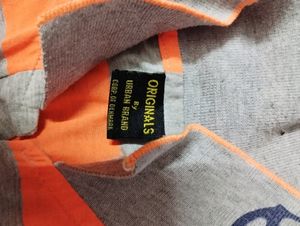 ORIGINALS
By
URBAN BRAND
CORP. OF DENMARK